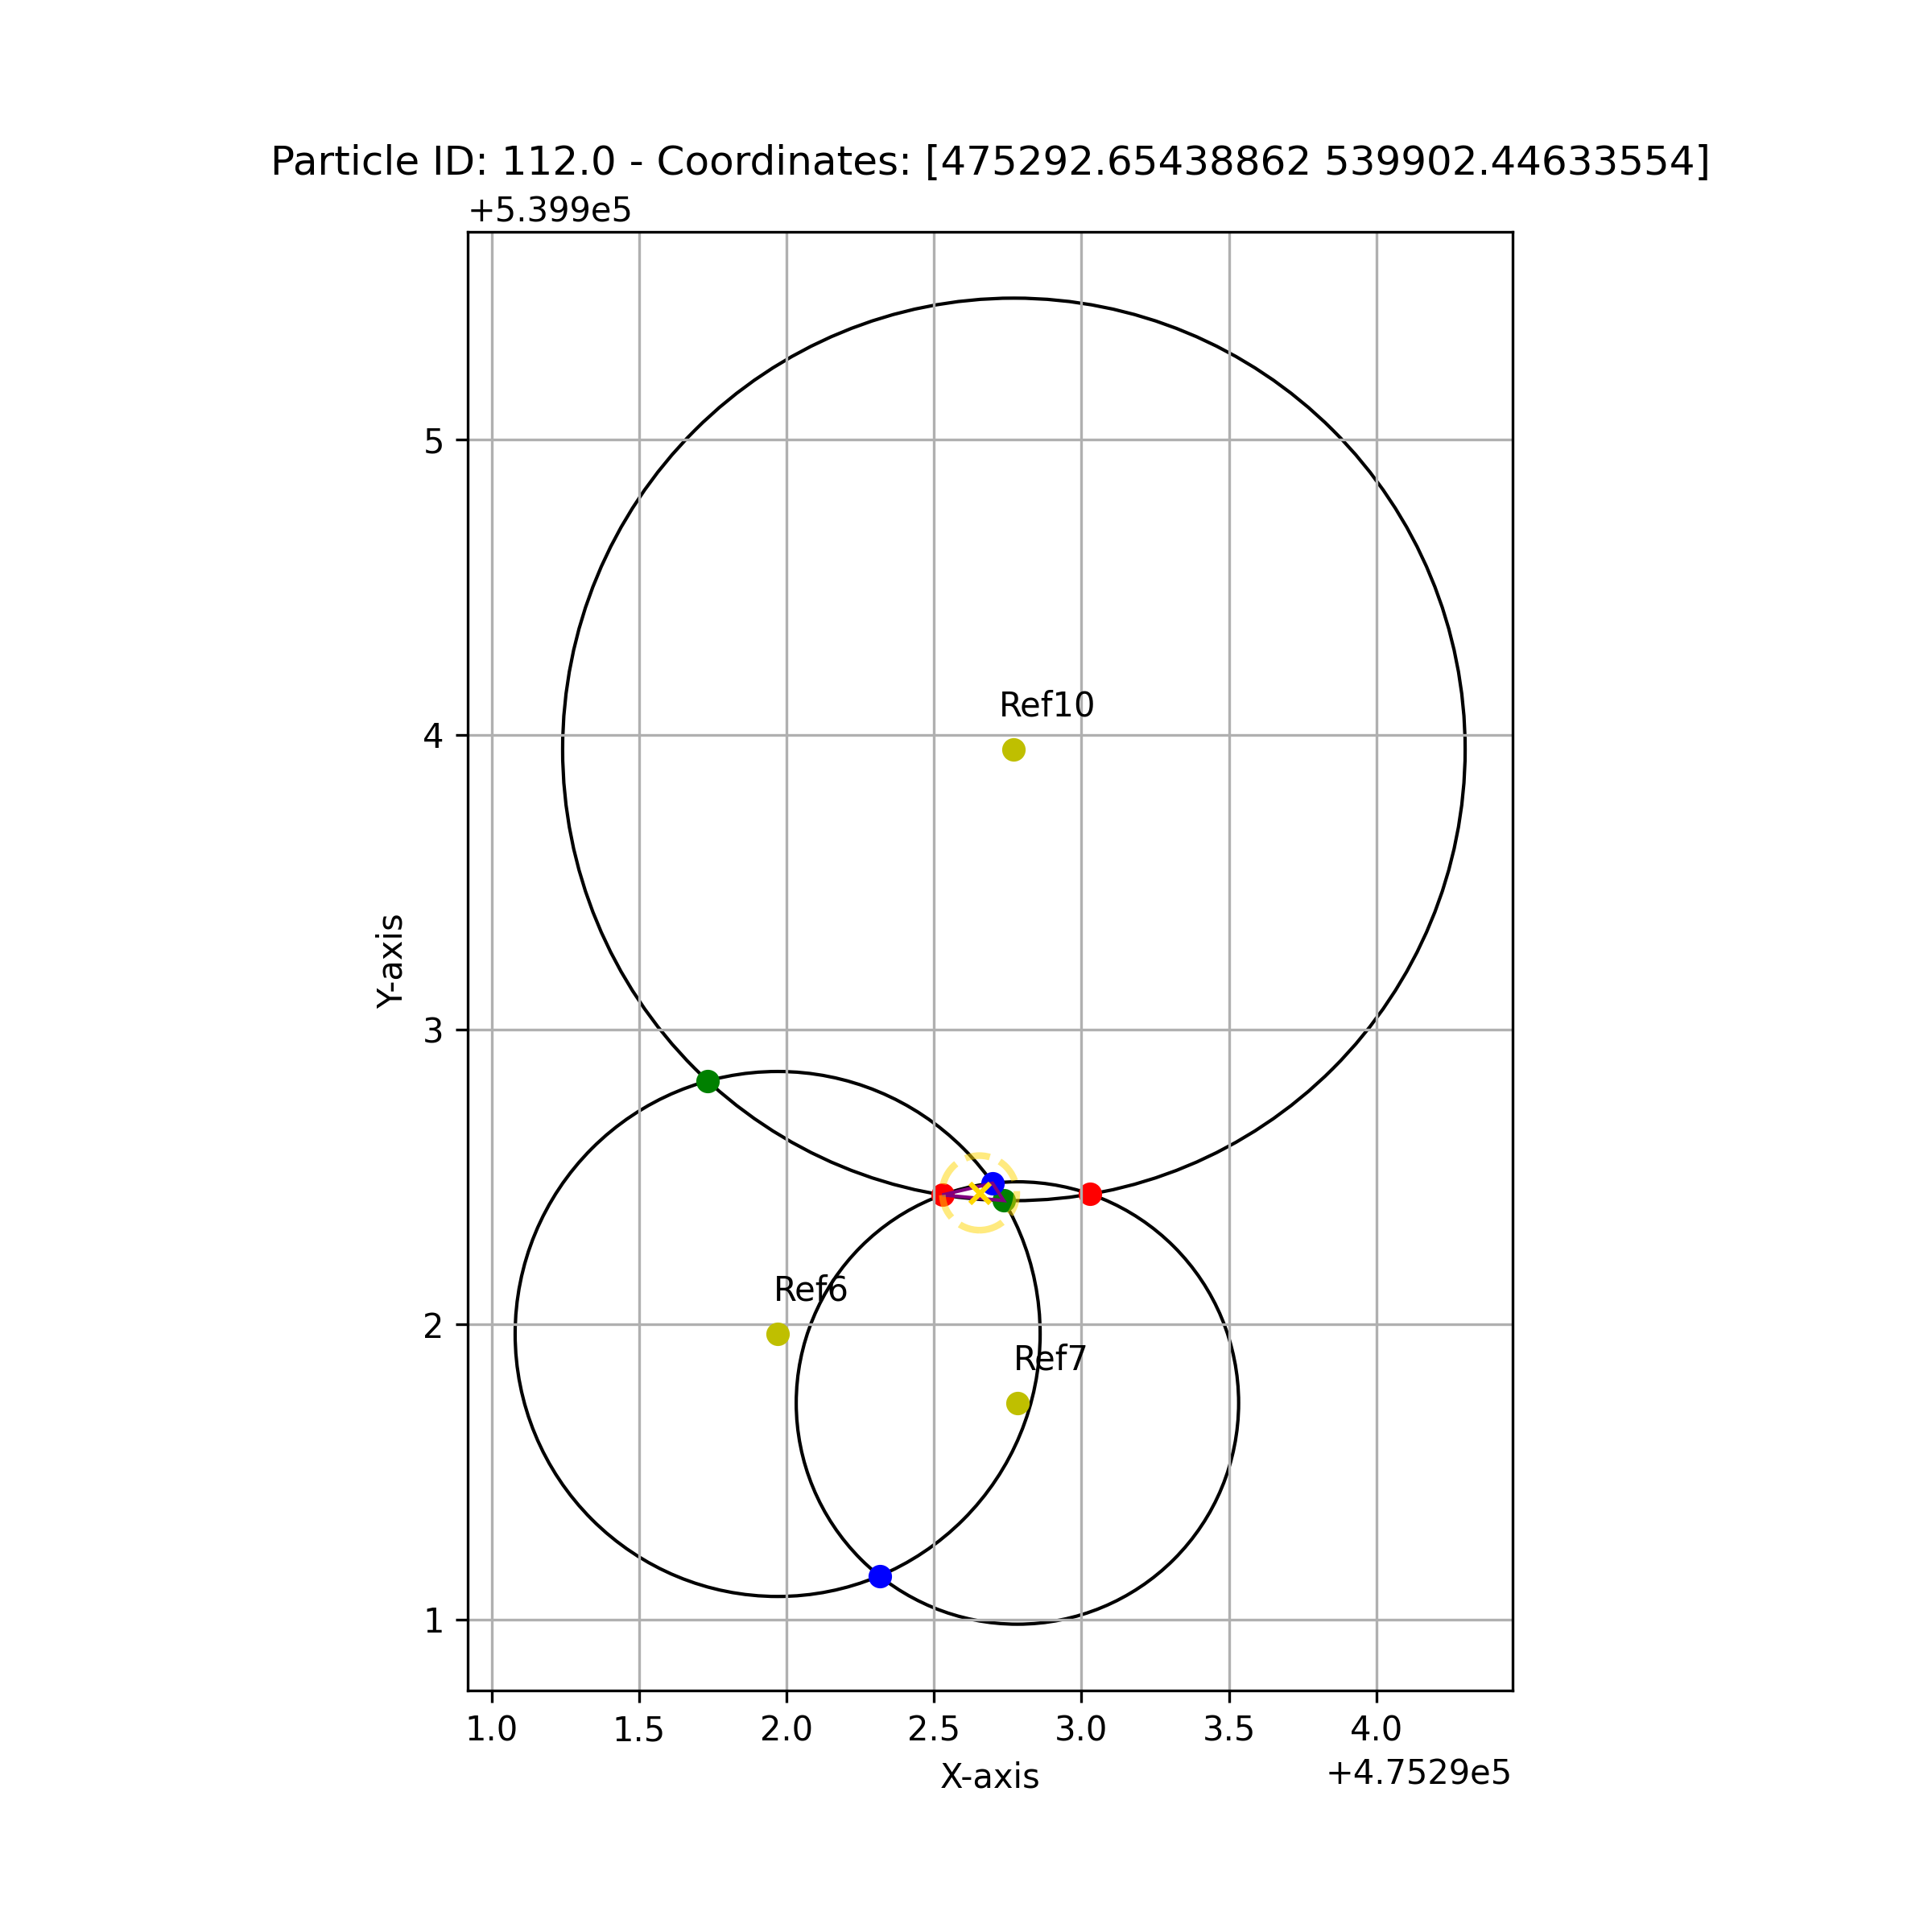 Particle ID: 112.0 - Coordinates: [475292.65438862 539902.44633554]
+5.399e5
5
Ref10
4
Y-axis
3
Ref6
2
Ref7
1
1.0 1.5 2.0 2.5 3.0 3.5 4.0
X-axis
+4.7529e5